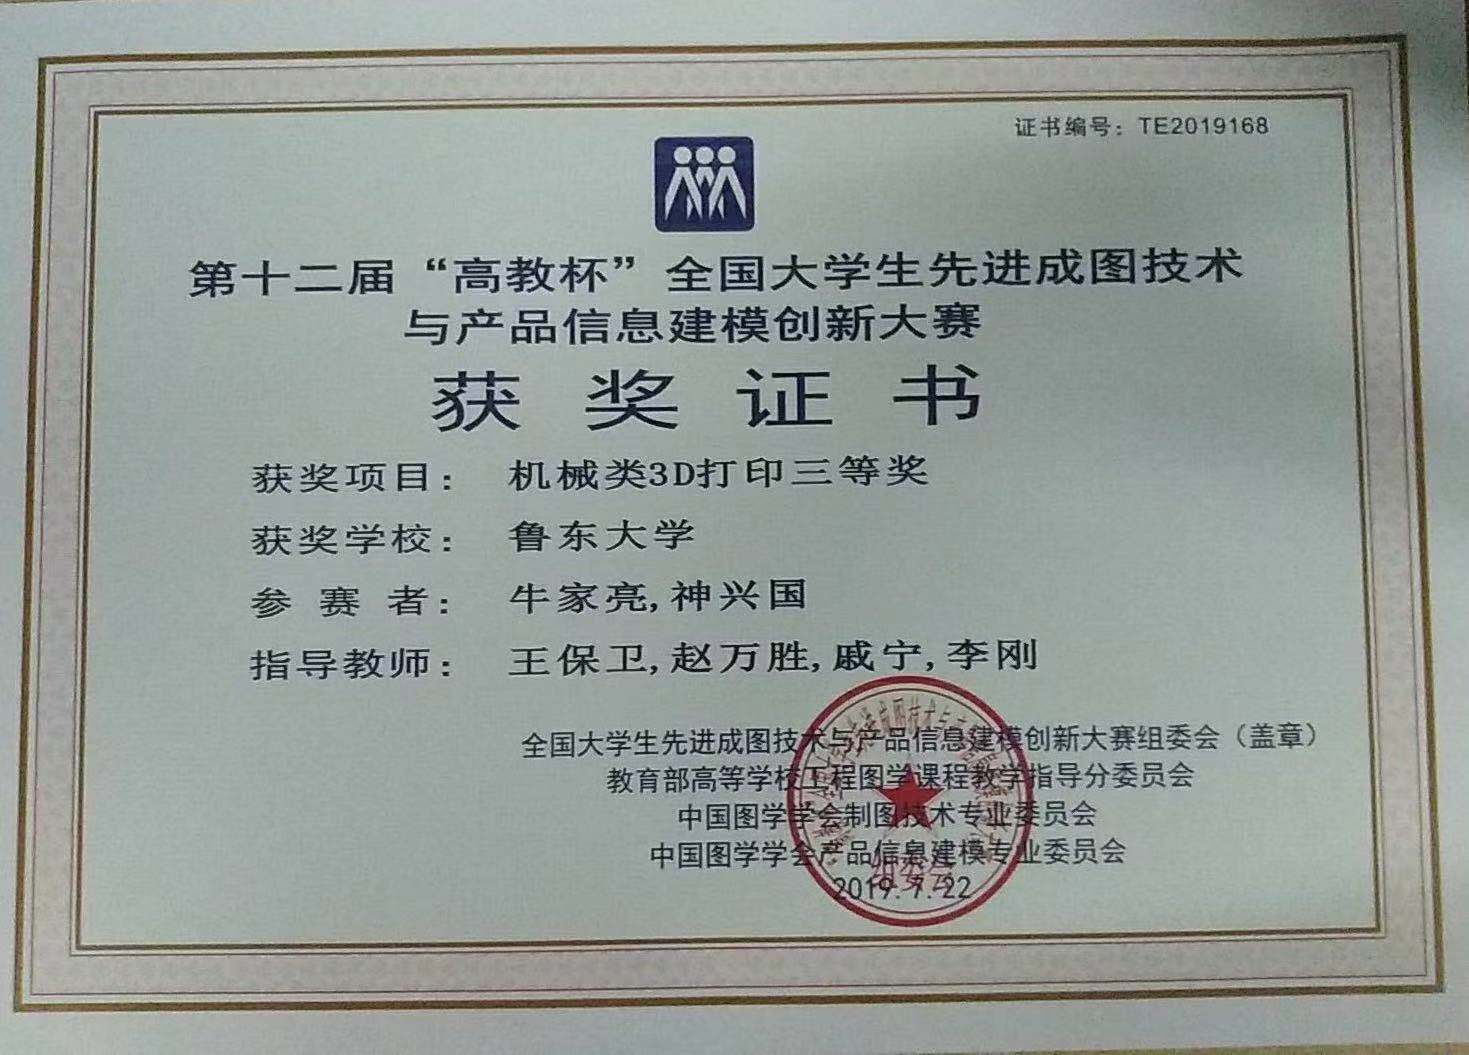 证书编号：TE2019168
第十二届“高教杯”全国大学生先进成图技术
与产品信息建模创新大赛
获奖证书
获奖项目： 机械类3D打印三等奖
获奖学校： 鲁东大学
参赛者： 牛家亮,神兴国
指导教师： 王保卫,赵万胜,戚宁,李刚
全国大学生先进成图技术与产品信息建模创新大赛组委会（盖章）
教育部高等学校工程图学课程教学指导分委员会
中国图学学会制图技术专业委员会
中国图学学会产品信息建模专业委员会
2019.7.22
组委会